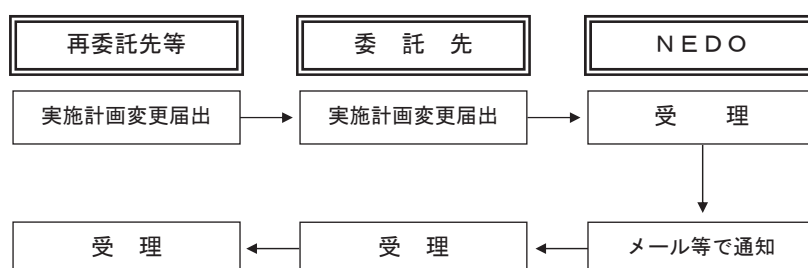 再委託先等
委 託 先
NEDO
実施計画変更届出
実施計画変更届出
受 理
受 理
受 理
メール等で通知